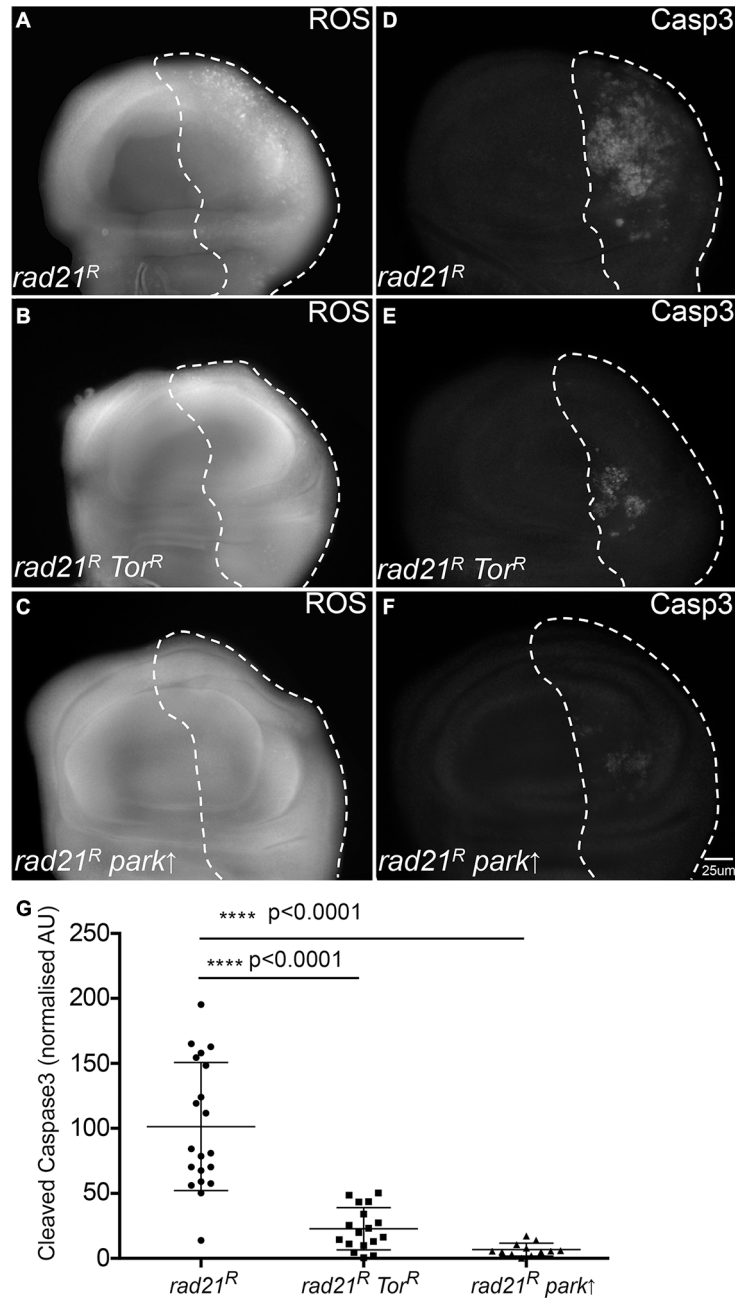 A ROS
rad21ᴿ
D Casp3
rad21ᴿ
B ROS
rad21ᴿ Torᴿ
E Casp3
rad21ᴿ Torᴿ
C ROS
rad21ᴿ park↑
F Casp3
rad21ᴿ park↑
25um
G
**** p<0.0001
**** p<0.0001
Cleaved Caspase3 (normalised AU)
250
200
150
100
50
0
rad21ᴿ
rad21ᴿ Torᴿ
rad21ᴿ park↑